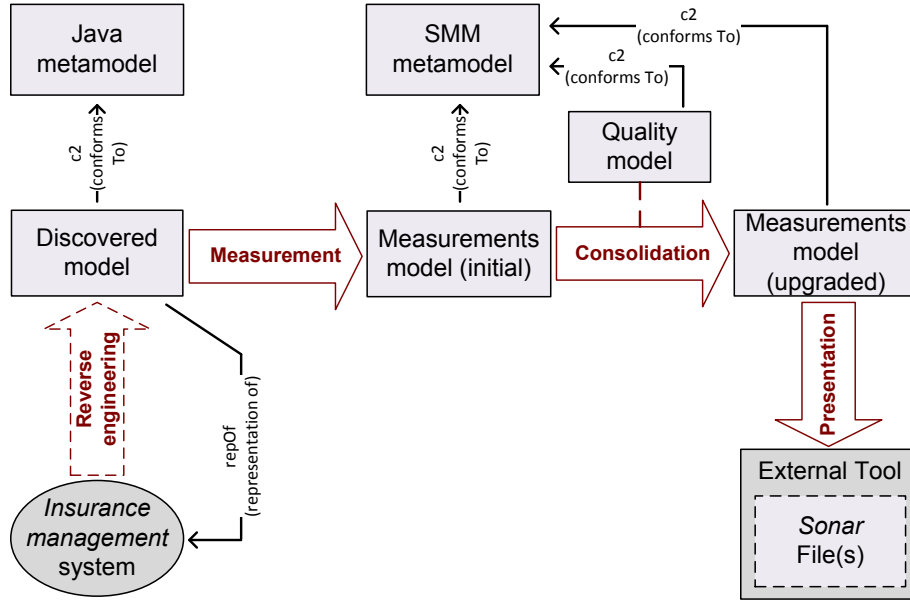 Java
metamodel
SMM
metamodel
c2
(conforms To)
c2
(conforms To)
Quality
model
c2
(conforms
To)
c2
(conforms
To)
Discovered
model
Measurement
Measurements
model (initial)
Consolidation
Measurements
model
(upgraded)
Reverse
engineering
repOf
(representation of)
Presentation
Insurance
management
system
External Tool
Sonar
File(s)